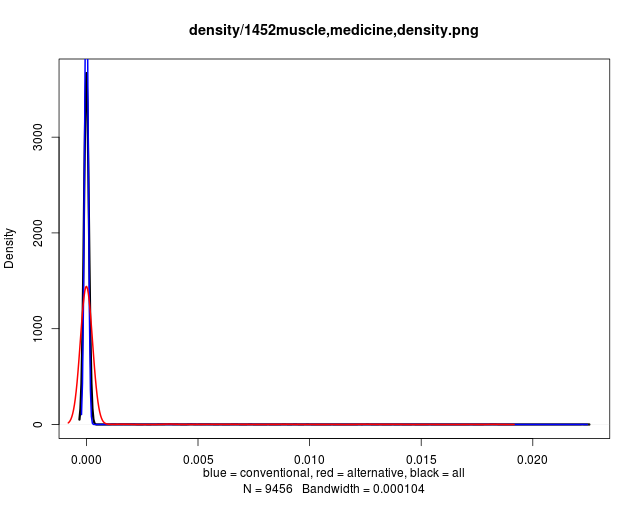 density/1452muscle,medicine,density.png
Density
3000
2000
1000
0
0.000 0.005 0.010 0.015 0.020
blue = conventional, red = alternative, black = all
N = 9456 Bandwidth = 0.000104